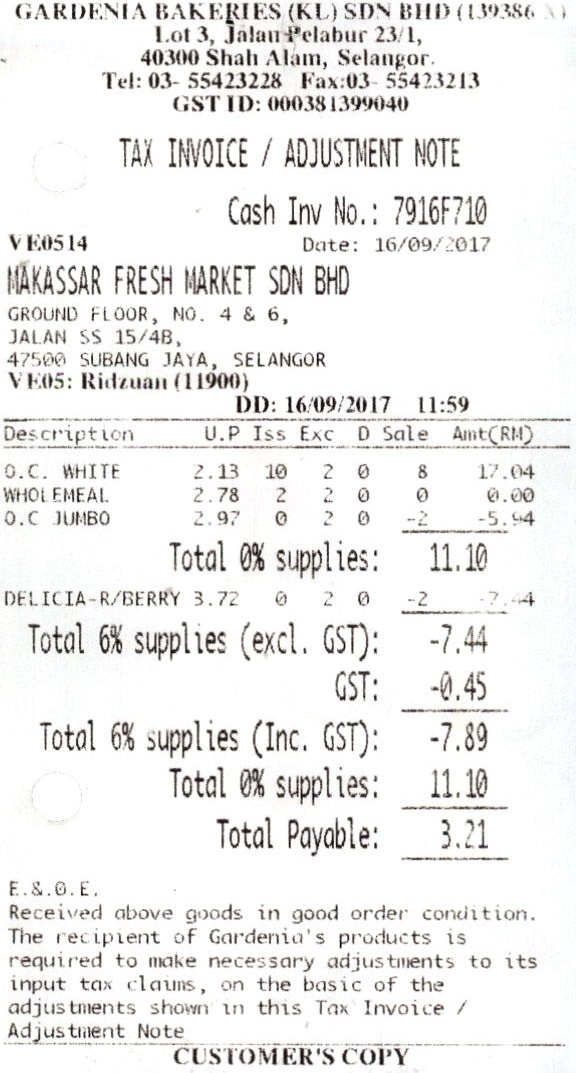 GARDENIA BAKERIES (KL) SDN BHD (139386 X)
Lot 3, Jalan Pelabur 23/1,
40300 Shah Alam, Selangor.
Tel: 03- 55423228 Fax:03- 55423213
GST ID: 000381399040
TAX INVOICE / ADJUSTMENT NOTE
Cash Inv No.: 7916F710
VE0514 Date: 16/09/2017
MAKASSAR FRESH MARKET SDN BHD
GROUND FLOOR, NO. 4 & 6,
JALAN SS 15/4B,
47500 SUBANG JAYA, SELANGOR
VE05: Ridzuan (11900)
DD: 16/09/2017 11:59
Description U.P Iss Exc D Sale Amt(RM)
O.C. WHITE 2.13 10 2 0 8 17.04
WHOLEMEAL 2.78 2 2 0 0 0.00
O.C JUMBO 2.97 0 2 0 -2 -5.94
Total 0% supplies: 11.10
DELICIA-R/BERRY 3.72 0 2 0 -2 -7.44
Total 6% supplies (excl. GST): -7.44
GST: -0.45
Total 6% supplies (Inc. GST): -7.89
Total 0% supplies: 11.10
Total Payable: 3.21
E.&.O.E.
Received above goods in good order condition.
The recipient of Gardenia's products is
required to make necessary adjustments to its
input tax claims, on the basic of the
adjustments shown in this Tax Invoice /
Adjustment Note
CUSTOMER'S COPY